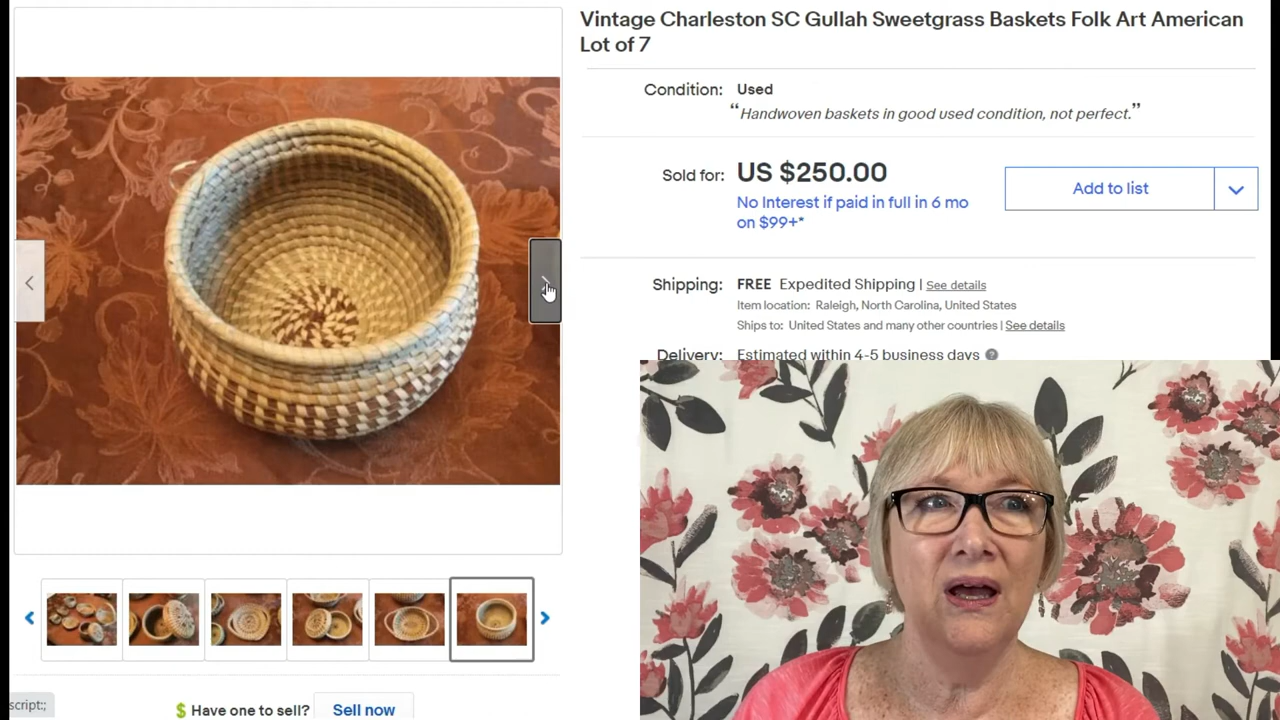 Vintage Charleston SC Gullah Sweetgrass Baskets Folk Art American
Lot of 7
Condition: Used
“Handwoven baskets in good used condition, not perfect.”
Sold for: US $250.00
Add to list
No Interest if paid in full in 6 mo
on $99+*
Shipping: FREE Expedited Shipping | See details
Item location: Raleigh, North Carolina, United States
Ships to: United States and many other countries | See details
Delivery: Estimated within 4-5 business days ?
script:;
$ Have one to sell? Sell now